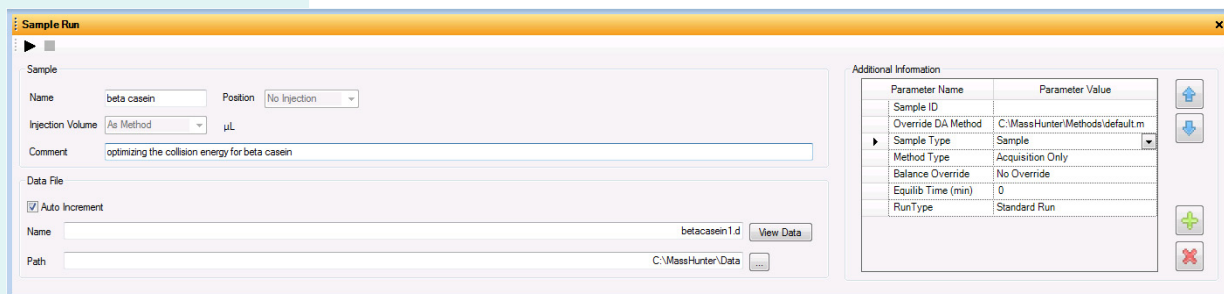 Sample Run
Sample
Name beta casein Position No Injection
Injection Volume As Method μL
Comment optimizing the collision energy for beta casein
Data File
Auto Increment
Name betacasein1.d View Data
Path C:\MassHunter\Data ...
Additional Information
Parameter Name Parameter Value
Sample ID
Override DA Method C:\MassHunter\Methods\default.m
Sample Type Sample
Method Type Acquisition Only
Balance Override No Override
Equilib Time (min) 0
RunType Standard Run